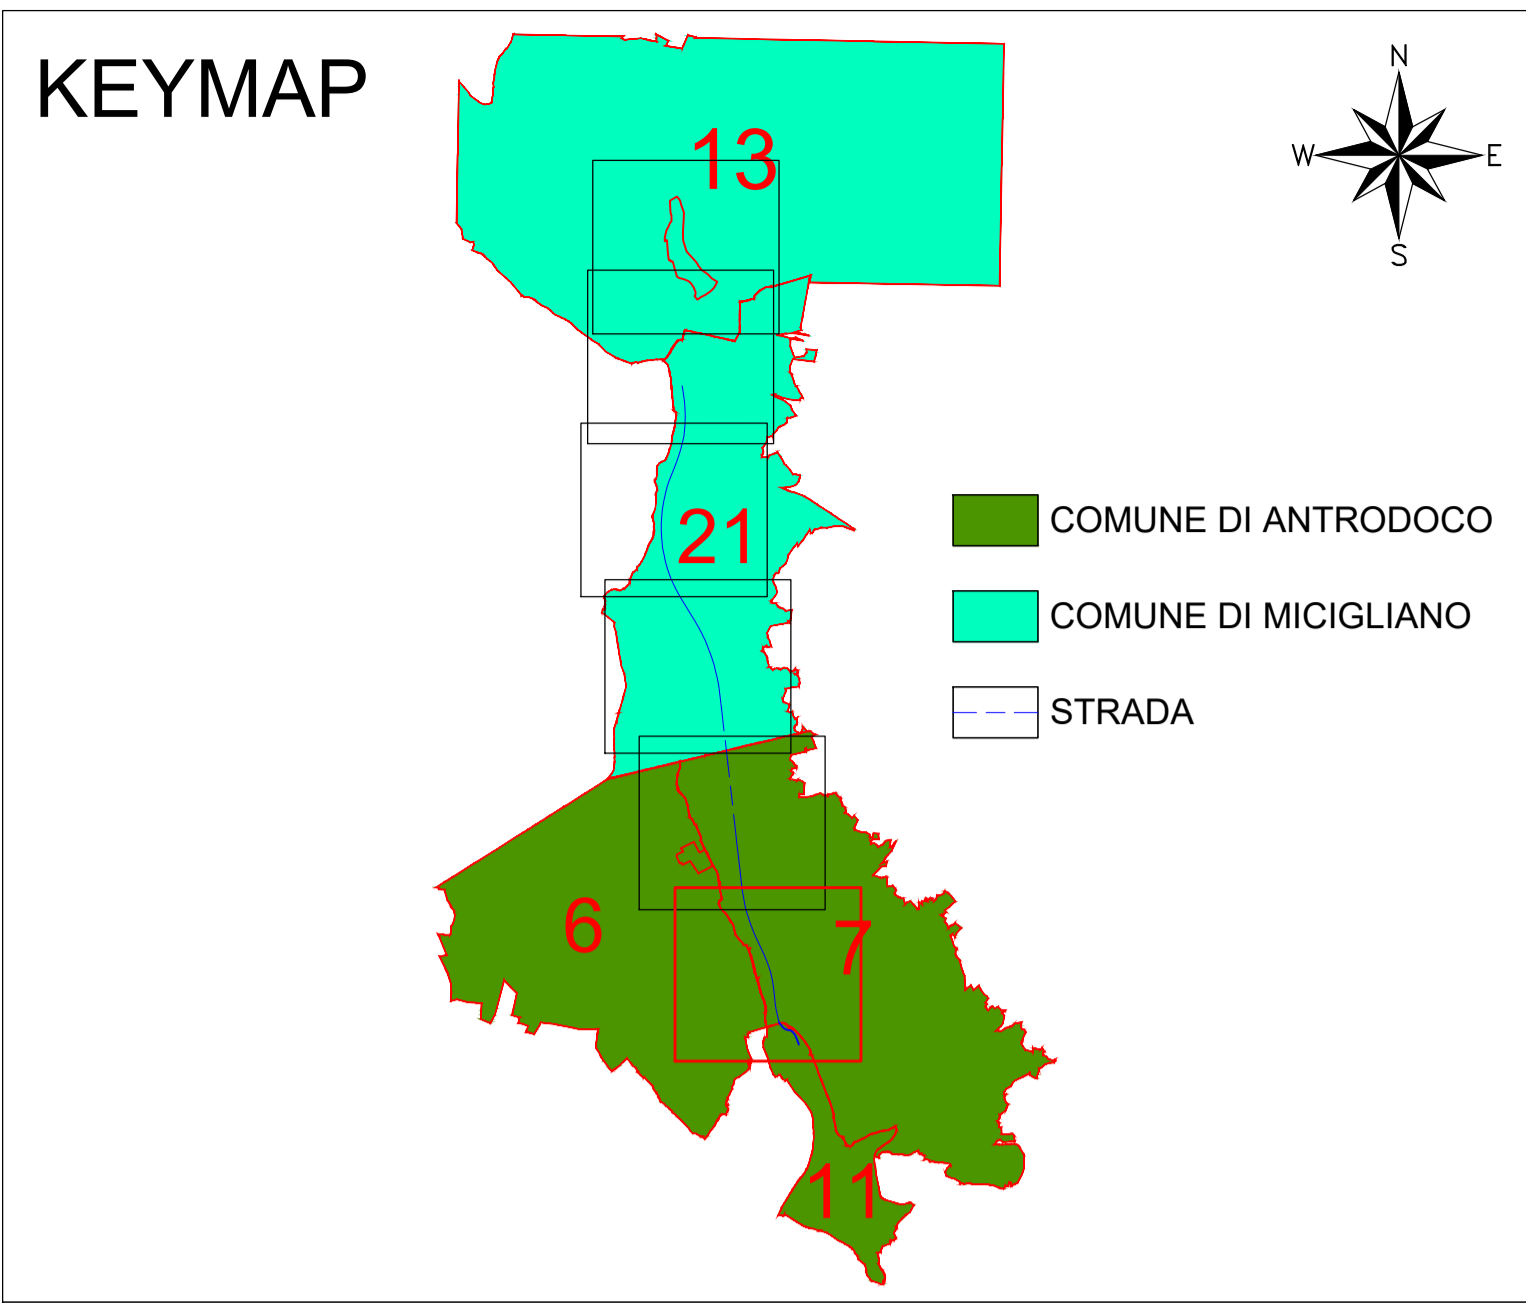 KEYMAP
N
W
E
S
13
21
COMUNE DI ANTRODOCO
COMUNE DI MICIGLIANO
STRADA
6
7
11